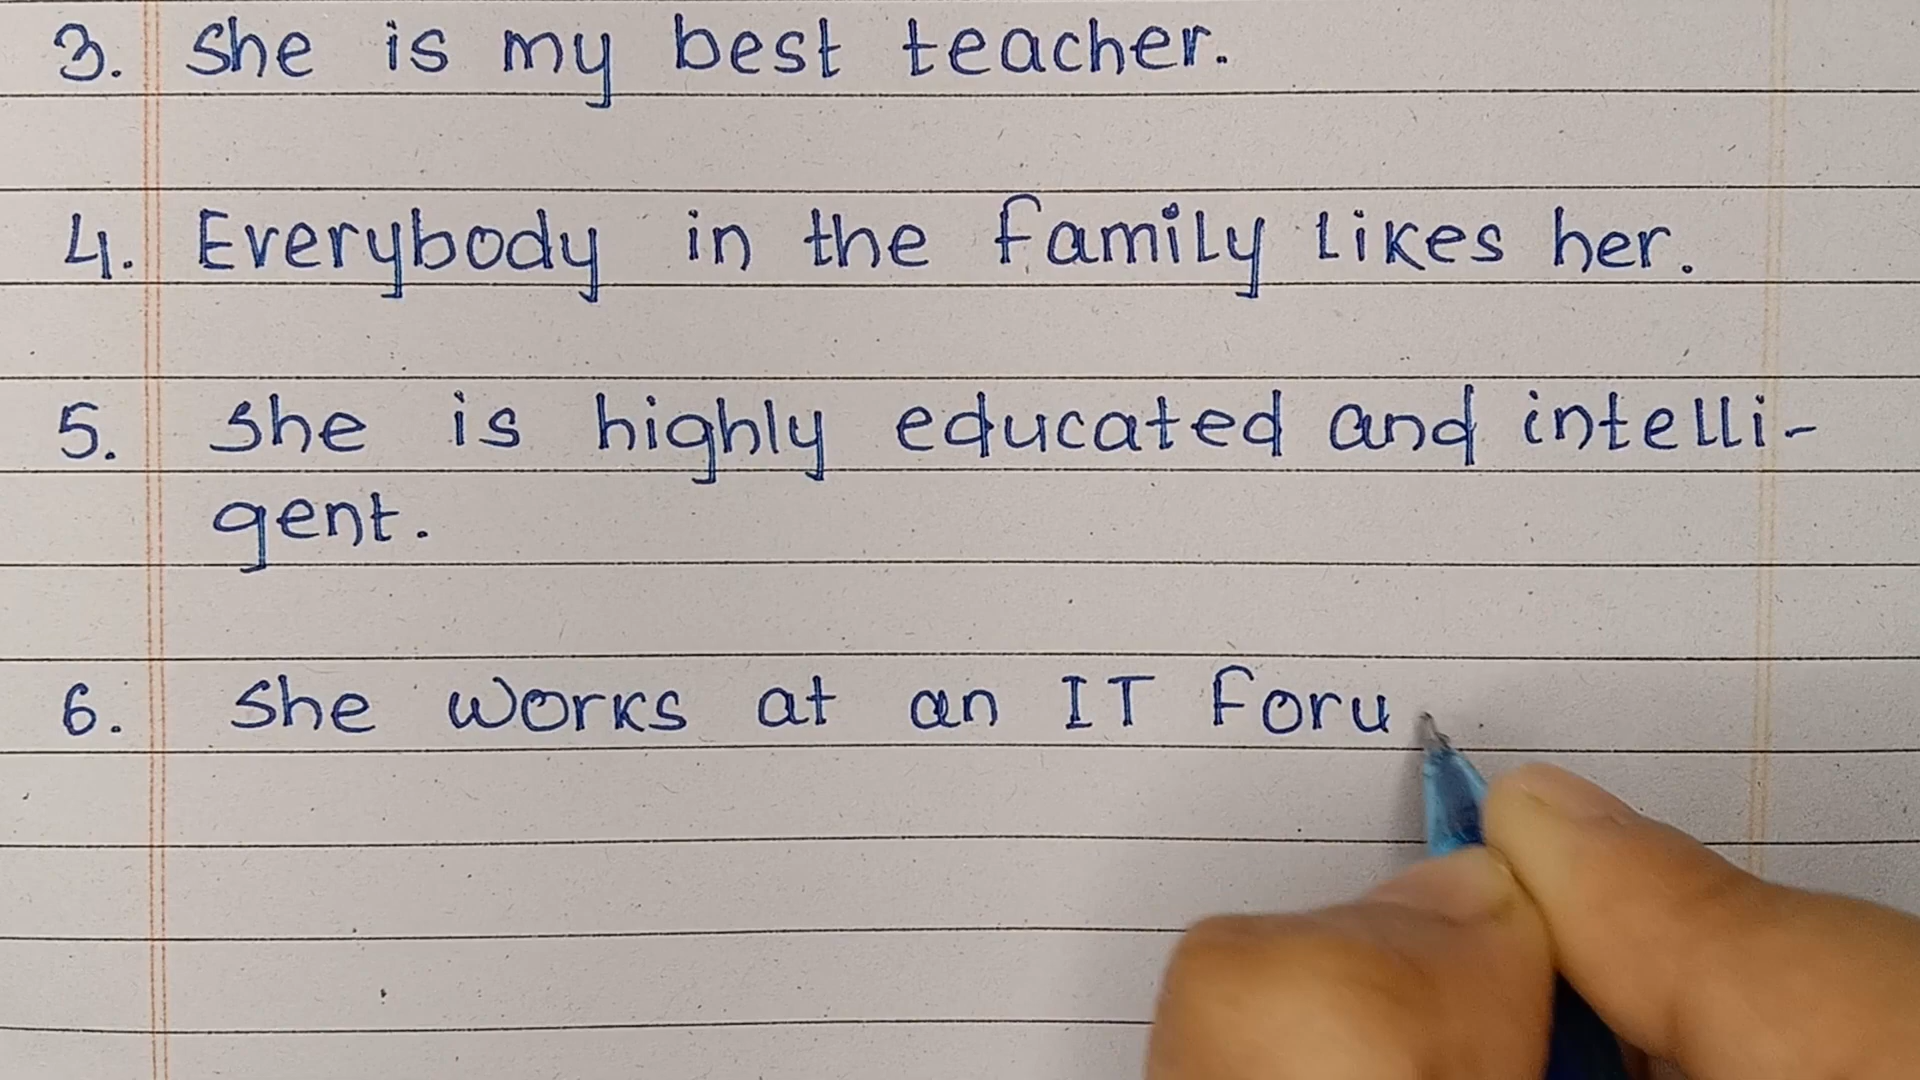 3. She is my best teacher.
4. Everybody in the family likes her.
5. She is highly educated and intelli-
gent.
6. She works at an IT foru